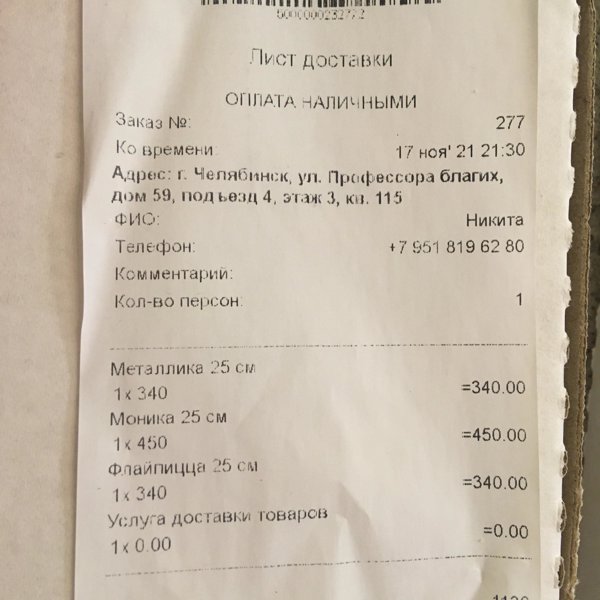 5000000232772
Лист доставки
ОПЛАТА НАЛИЧНЫМИ
Заказ №: 277
Ко времени: 17 ноя' 21 21:30
Адрес: г. Челябинск, ул. Профессора благих,
дом 59, подъезд 4, этаж 3, кв. 115
ФИО: Никита
Телефон: +7 951 819 62 80
Комментарий:
Кол-во персон: 1
Металлика 25 см
1x 340 =340.00
Моника 25 см
1x 450 =450.00
Флайпицца 25 см
1x 340 =340.00
Услуга доставки товаров
1x 0.00 =0.00